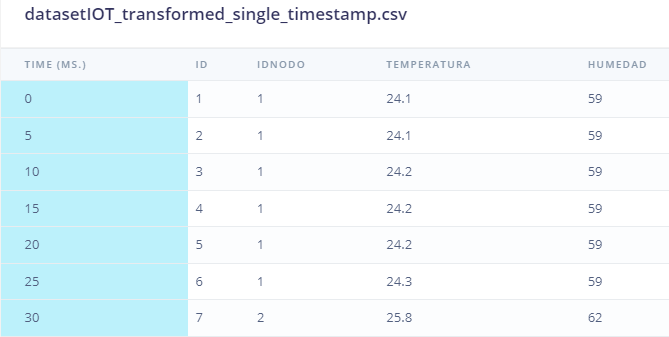 datasetIOT_transformed_single_timestamp.csv
TIME (MS.) ID IDNODO TEMPERATURA HUMEDAD
0 1 1 24.1 59
5 2 1 24.1 59
10 3 1 24.2 59
15 4 1 24.2 59
20 5 1 24.2 59
25 6 1 24.3 59
30 7 2 25.8 62